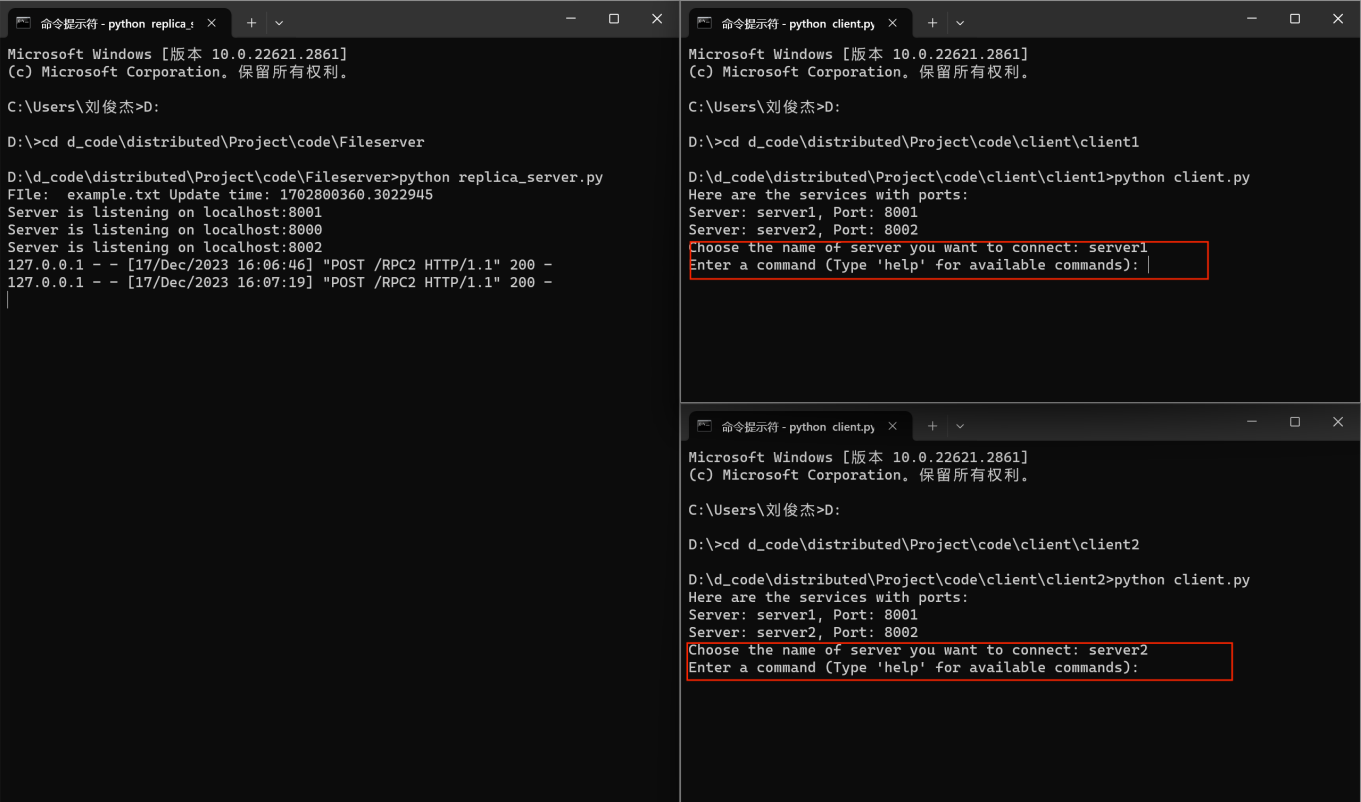 命令提示符 - python replica_s
Microsoft Windows [版本 10.0.22621.2861]
(c) Microsoft Corporation。保留所有权利。
C:\Users\刘俊杰>D:
D:\>cd d_code\distributed\Project\code\Fileserver
D:\d_code\distributed\Project\code\Fileserver>python replica_server.py
FIle:  example.txt Update time: 1702800360.3022945
Server is listening on localhost:8001
Server is listening on localhost:8000
Server is listening on localhost:8002
127.0.0.1 - - [17/Dec/2023 16:06:46] "POST /RPC2 HTTP/1.1" 200 -
127.0.0.1 - - [17/Dec/2023 16:07:19] "POST /RPC2 HTTP/1.1" 200 -
命令提示符 - python client.py
Microsoft Windows [版本 10.0.22621.2861]
(c) Microsoft Corporation。保留所有权利。
C:\Users\刘俊杰>D:
D:\>cd d_code\distributed\Project\code\client\client1
D:\d_code\distributed\Project\code\client\client1>python client.py
Here are the services with ports:
Server: server1, Port: 8001
Server: server2, Port: 8002
Choose the name of server you want to connect: server1
Enter a command (Type 'help' for available commands):
命令提示符 - python client.py
Microsoft Windows [版本 10.0.22621.2861]
(c) Microsoft Corporation。保留所有权利。
C:\Users\刘俊杰>D:
D:\>cd d_code\distributed\Project\code\client\client2
D:\d_code\distributed\Project\code\client\client2>python client.py
Here are the services with ports:
Server: server1, Port: 8001
Server: server2, Port: 8002
Choose the name of server you want to connect: server2
Enter a command (Type 'help' for available commands):